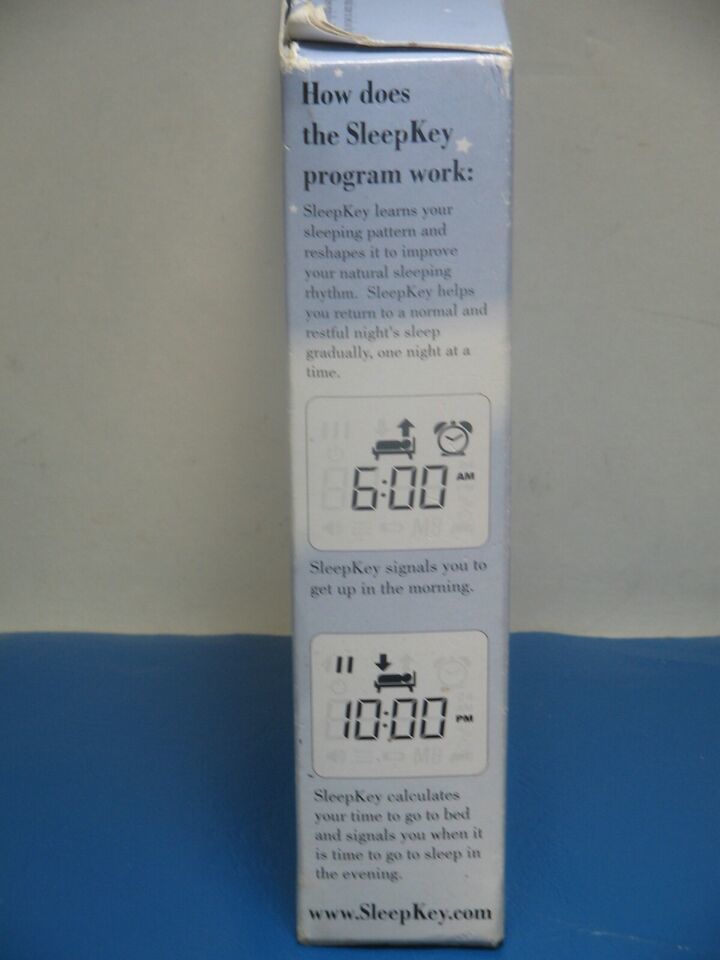 How does
the SleepKey
program work:
SleepKey learns your
sleeping pattern and
reshapes it to improve
your natural sleeping
rhythm. SleepKey helps
you return to a normal and
restful night's sleep
gradually, one night at a
time.
6:00 AM
SleepKey signals you to
get up in the morning.
10:00 PM
SleepKey calculates
your time to go to bed
and signals you when it
is time to go to sleep in
the evening.
www.SleepKey.com